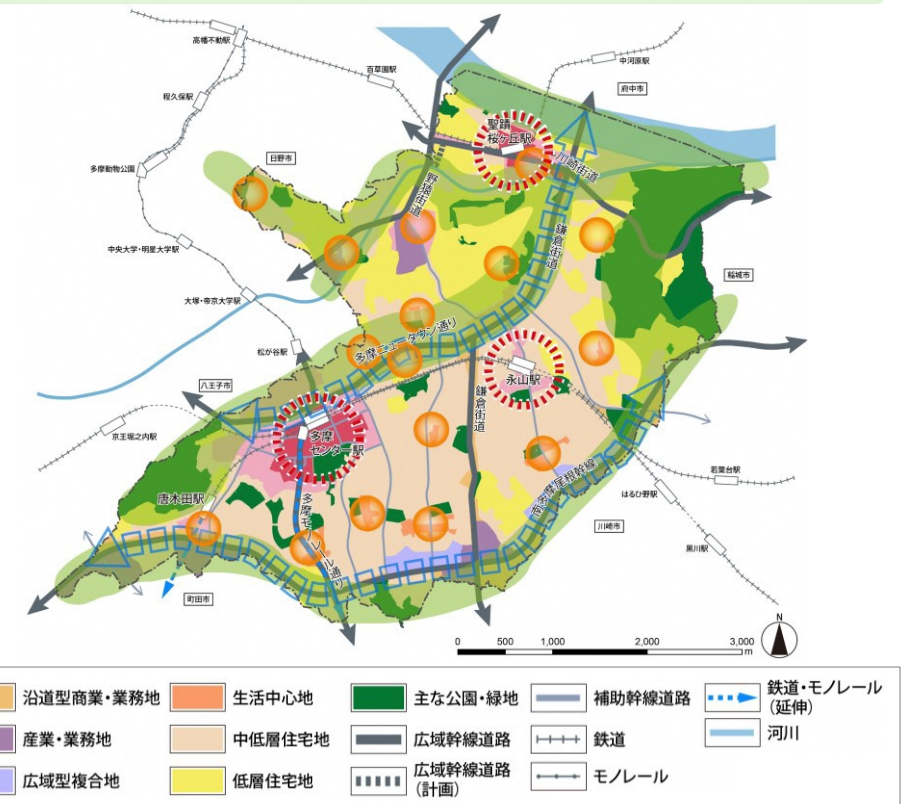 高幡不動駅
百草園駅
中河原駅
程久保駅
府中市
聖蹟
桜ヶ丘駅
川崎街道
日野市
多摩動物公園
野猿街道
鎌倉街道
中央大学・明星大学駅
稲城市
大塚・帝京大学駅
多摩ニュータウン通り
松が谷駅
永山駅
八王子市
鎌倉街道
京王堀之内駅
多摩
センター駅
若葉台駅
南多摩尾根幹線
はるひ野駅
唐木田駅
多摩モノレール通り
川崎市
黒川駅
町田市
N
0 500 1,000 2,000 3,000
m
沿道型商業・業務地
生活中心地
主な公園・緑地
補助幹線道路
鉄道・モノレール
(延伸)
産業・業務地
中低層住宅地
広域幹線道路
鉄道
河川
広域型複合地
低層住宅地
広域幹線道路
(計画)
モノレール